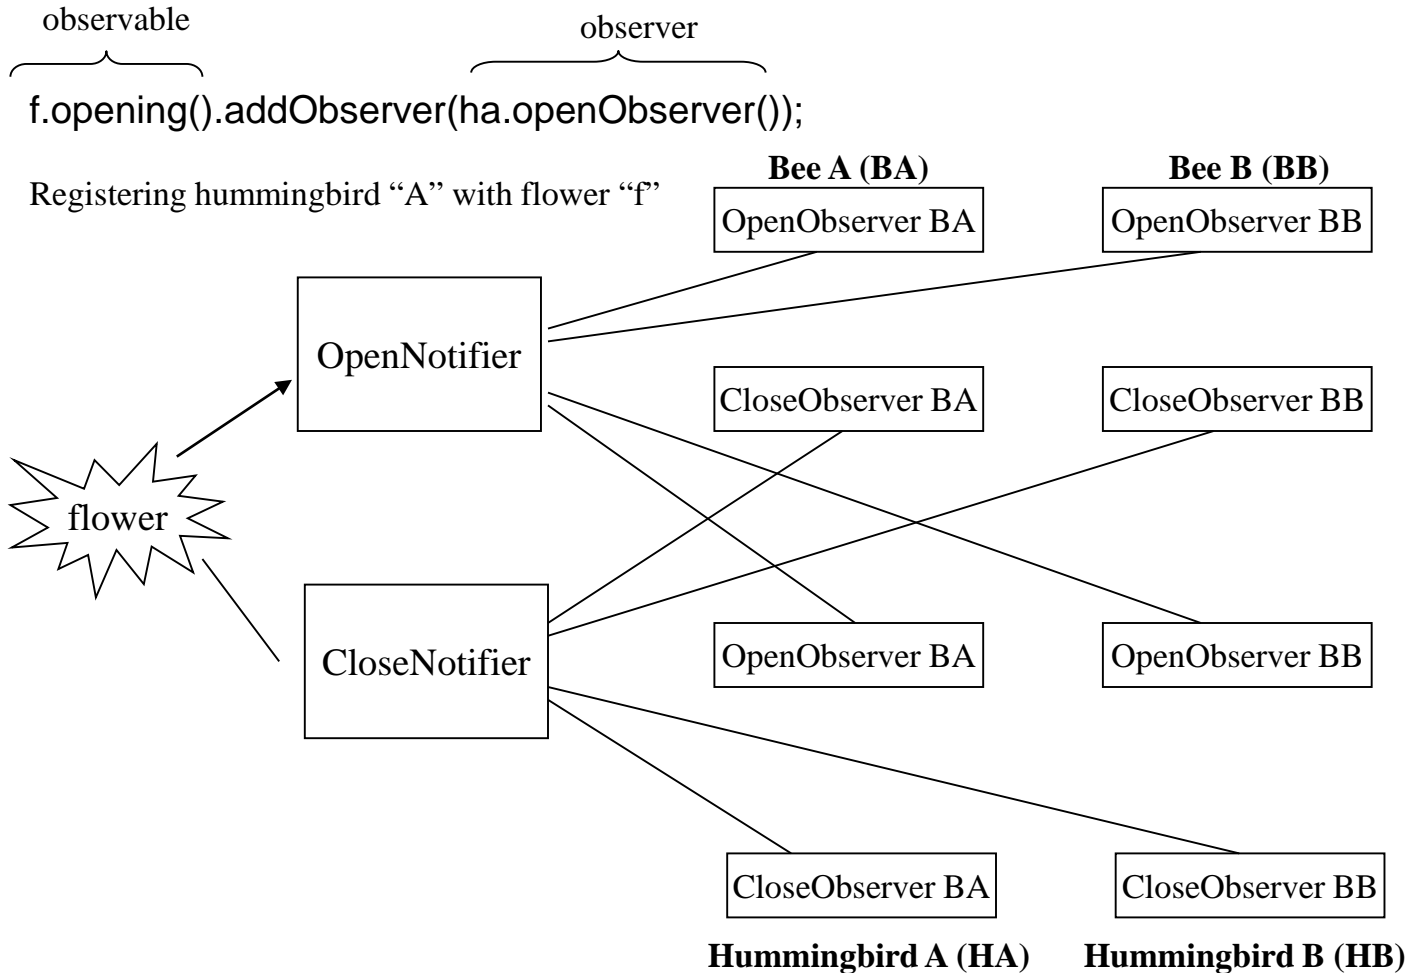 observable
observer
f.opening().addObserver(ha.openObserver());
Registering hummingbird “A” with flower “f”
Bee A (BA)
Bee B (BB)
OpenObserver BA
OpenObserver BB
OpenNotifier
CloseObserver BA
CloseObserver BB
flower
CloseNotifier
OpenObserver BA
OpenObserver BB
CloseObserver BA
CloseObserver BB
Hummingbird A (HA)
Hummingbird B (HB)